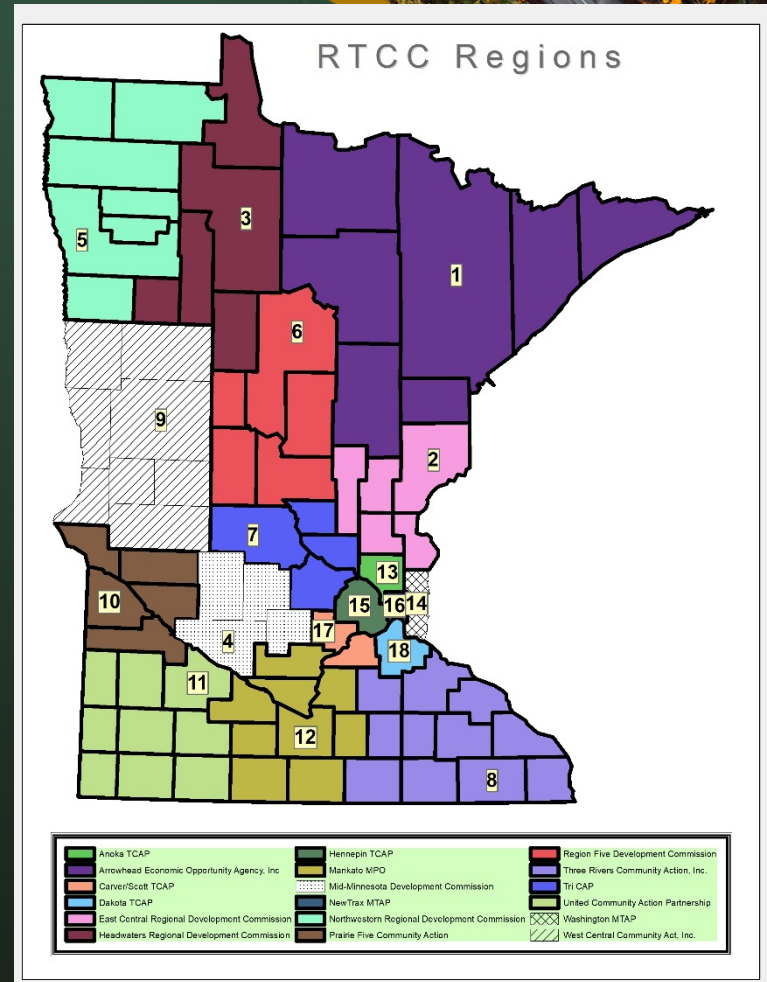 RTCC Regions
3
5
1
6
9
2
7
13
10
15
16
14
17
4
18
11
12
8
Anoka TCAP
Arrowhead Economic Opportunity Agency, Inc
Carver/Scott TCAP
Dakota TCAP
East Central Regional Development Commission
Headwaters Regional Development Commission
Hennepin TCAP
Mankato MPO
Mid-Minnesota Development Commission
NewTrax MTAP
Northwestern Regional Development Commission
Prairie Five Community Action
Region Five Development Commission
Three Rivers Community Action, Inc.
Tri CAP
United Community Action Partnership
Washington MTAP
West Central Community Act, Inc.